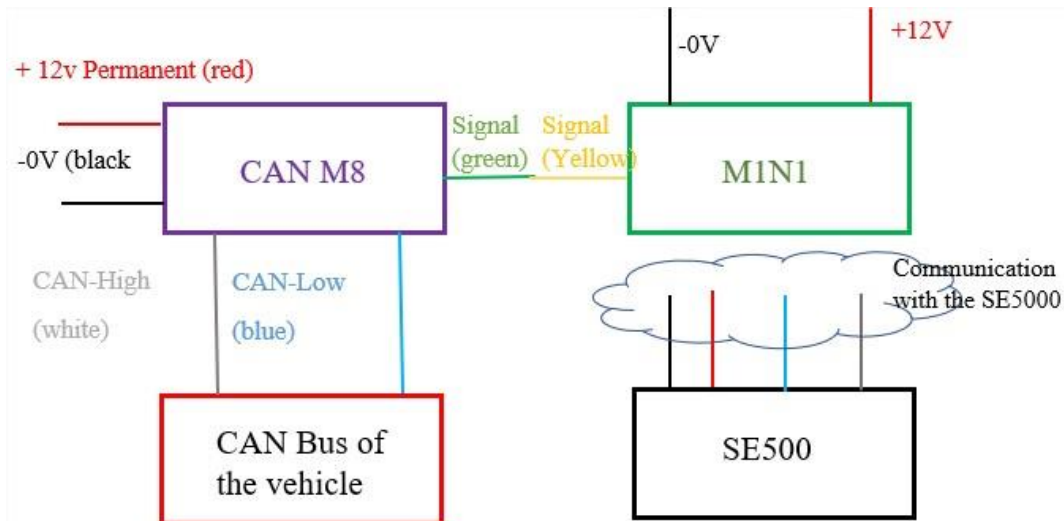 + 12v Permanent (red)
-0V (black
CAN M8
Signal
(green)
Signal
(Yellow)
-0V
+12V
M1N1
CAN-High
(white)
CAN-Low
(blue)
Communication
with the SE5000
CAN Bus of
the vehicle
SE500